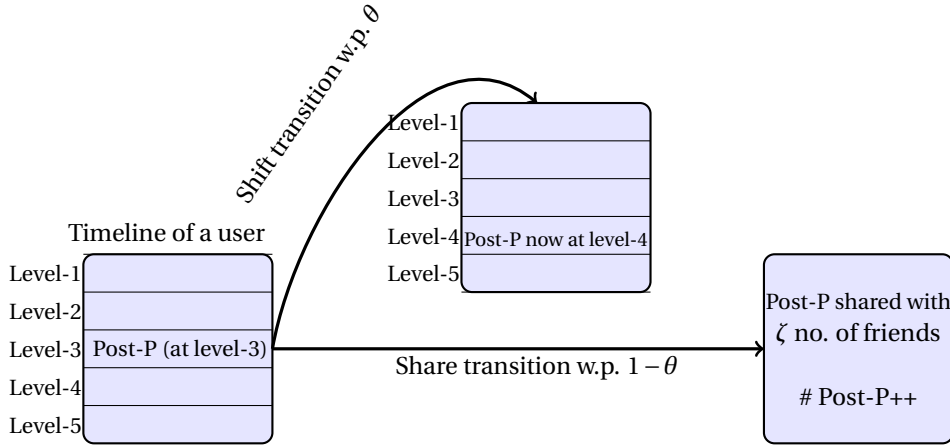 Shift transition w.p. θ
Level-1
Level-2
Level-3
Level-4
Post-P now at level-4
Level-5
Timeline of a user
Level-1
Level-2
Level-3
Post-P (at level-3)
Level-4
Level-5
Share transition w.p. 1 − θ
Post-P shared with
ζ no. of friends
# Post-P++